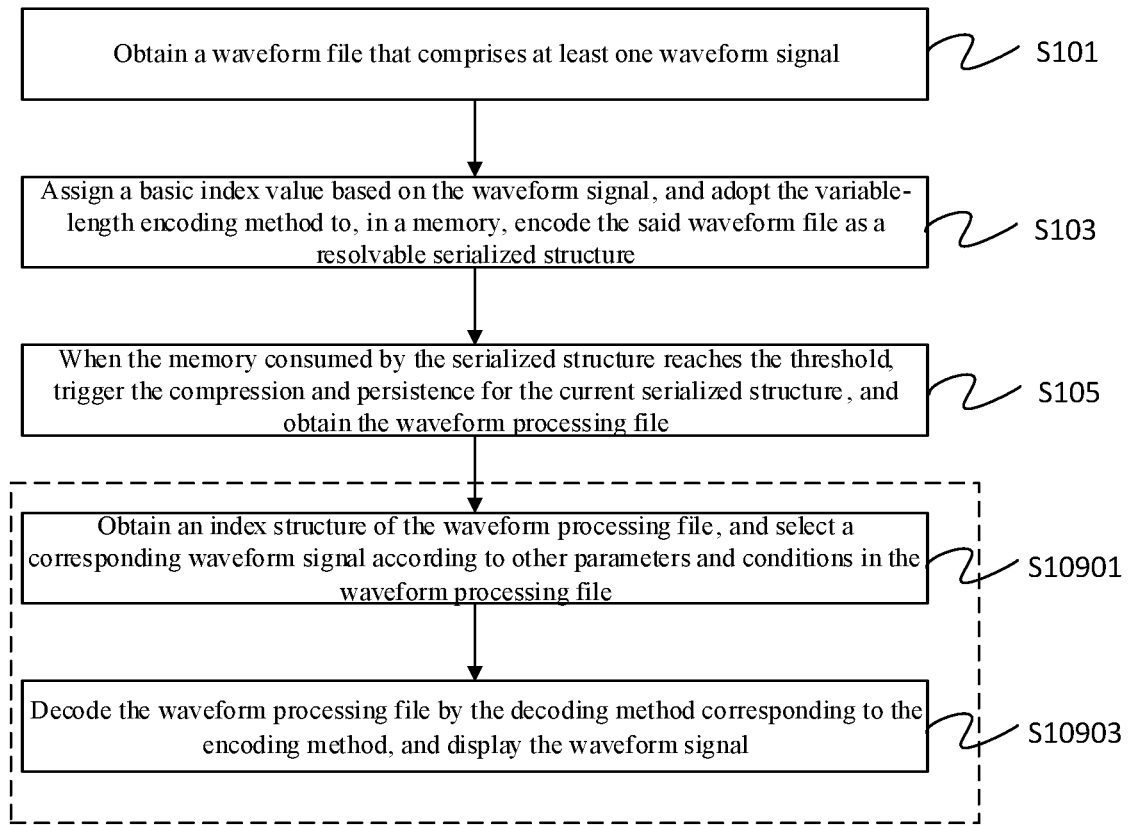 Obtain a waveform file that comprises at least one waveform signal
S101
Assign a basic index value based on the waveform signal, and adopt the variable-
length encoding method to, in a memory, encode the said waveform file as a
resolvable serialized structure
S103
When the memory consumed by the serialized structure reaches the threshold,
trigger the compression and persistence for the current serialized structure, and
obtain the waveform processing file
S105
Obtain an index structure of the waveform processing file, and select a
corresponding waveform signal according to other parameters and conditions in the
waveform processing file
S10901
Decode the waveform processing file by the decoding method corresponding to the
encoding method, and display the waveform signal
S10903